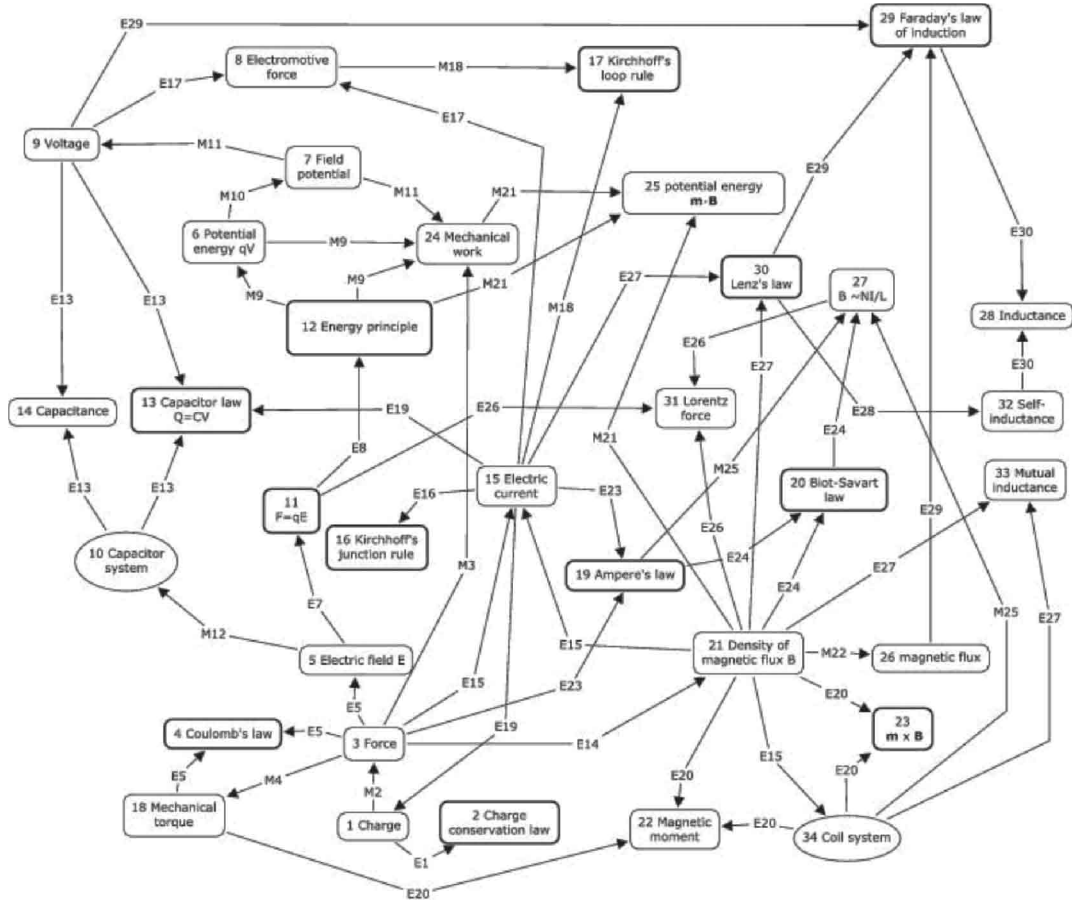 E29
29 Faraday's law
of induction
8 Electromotive
force
M18
17 Kirchhoff's
loop rule
E17
E17
9 Voltage
M11
7 Field
potential
E29
M10
M11
M21
25 potential energy
m·B
6 Potential
energy qV
M9
24 Mechanical
work
E30
M9
M9
M21
E27
30
Lenz's law
27
B ~NI/L
E13
E13
12 Energy principle
M18
28 Inductance
E26
E27
E30
14 Capacitance
13 Capacitor law
Q=CV
E19
E26
31 Lorentz
force
E28
32 Self-
inductance
E8
M21
E24
M25
E13
E13
15 Electric
current
20 Biot-Savart
law
33 Mutual
inductance
E16
E23
11
F=qE
E29
E26
16 Kirchhoff's
junction rule
10 Capacitor
system
E24
M3
19 Ampere's law
E27
E24
E7
M25
E27
M12
E15
21 Density of
magnetic flux B
M22
26 magnetic flux
5 Electric field E
E15
E23
E20
E5
4 Coulomb's law
E5
E19
23
m x B
3 Force
E14
E15
E5
M4
E20
E20
M2
18 Mechanical
torque
1 Charge
2 Charge
conservation law
22 Magnetic
moment
E20
34 Coil system
E1
E20